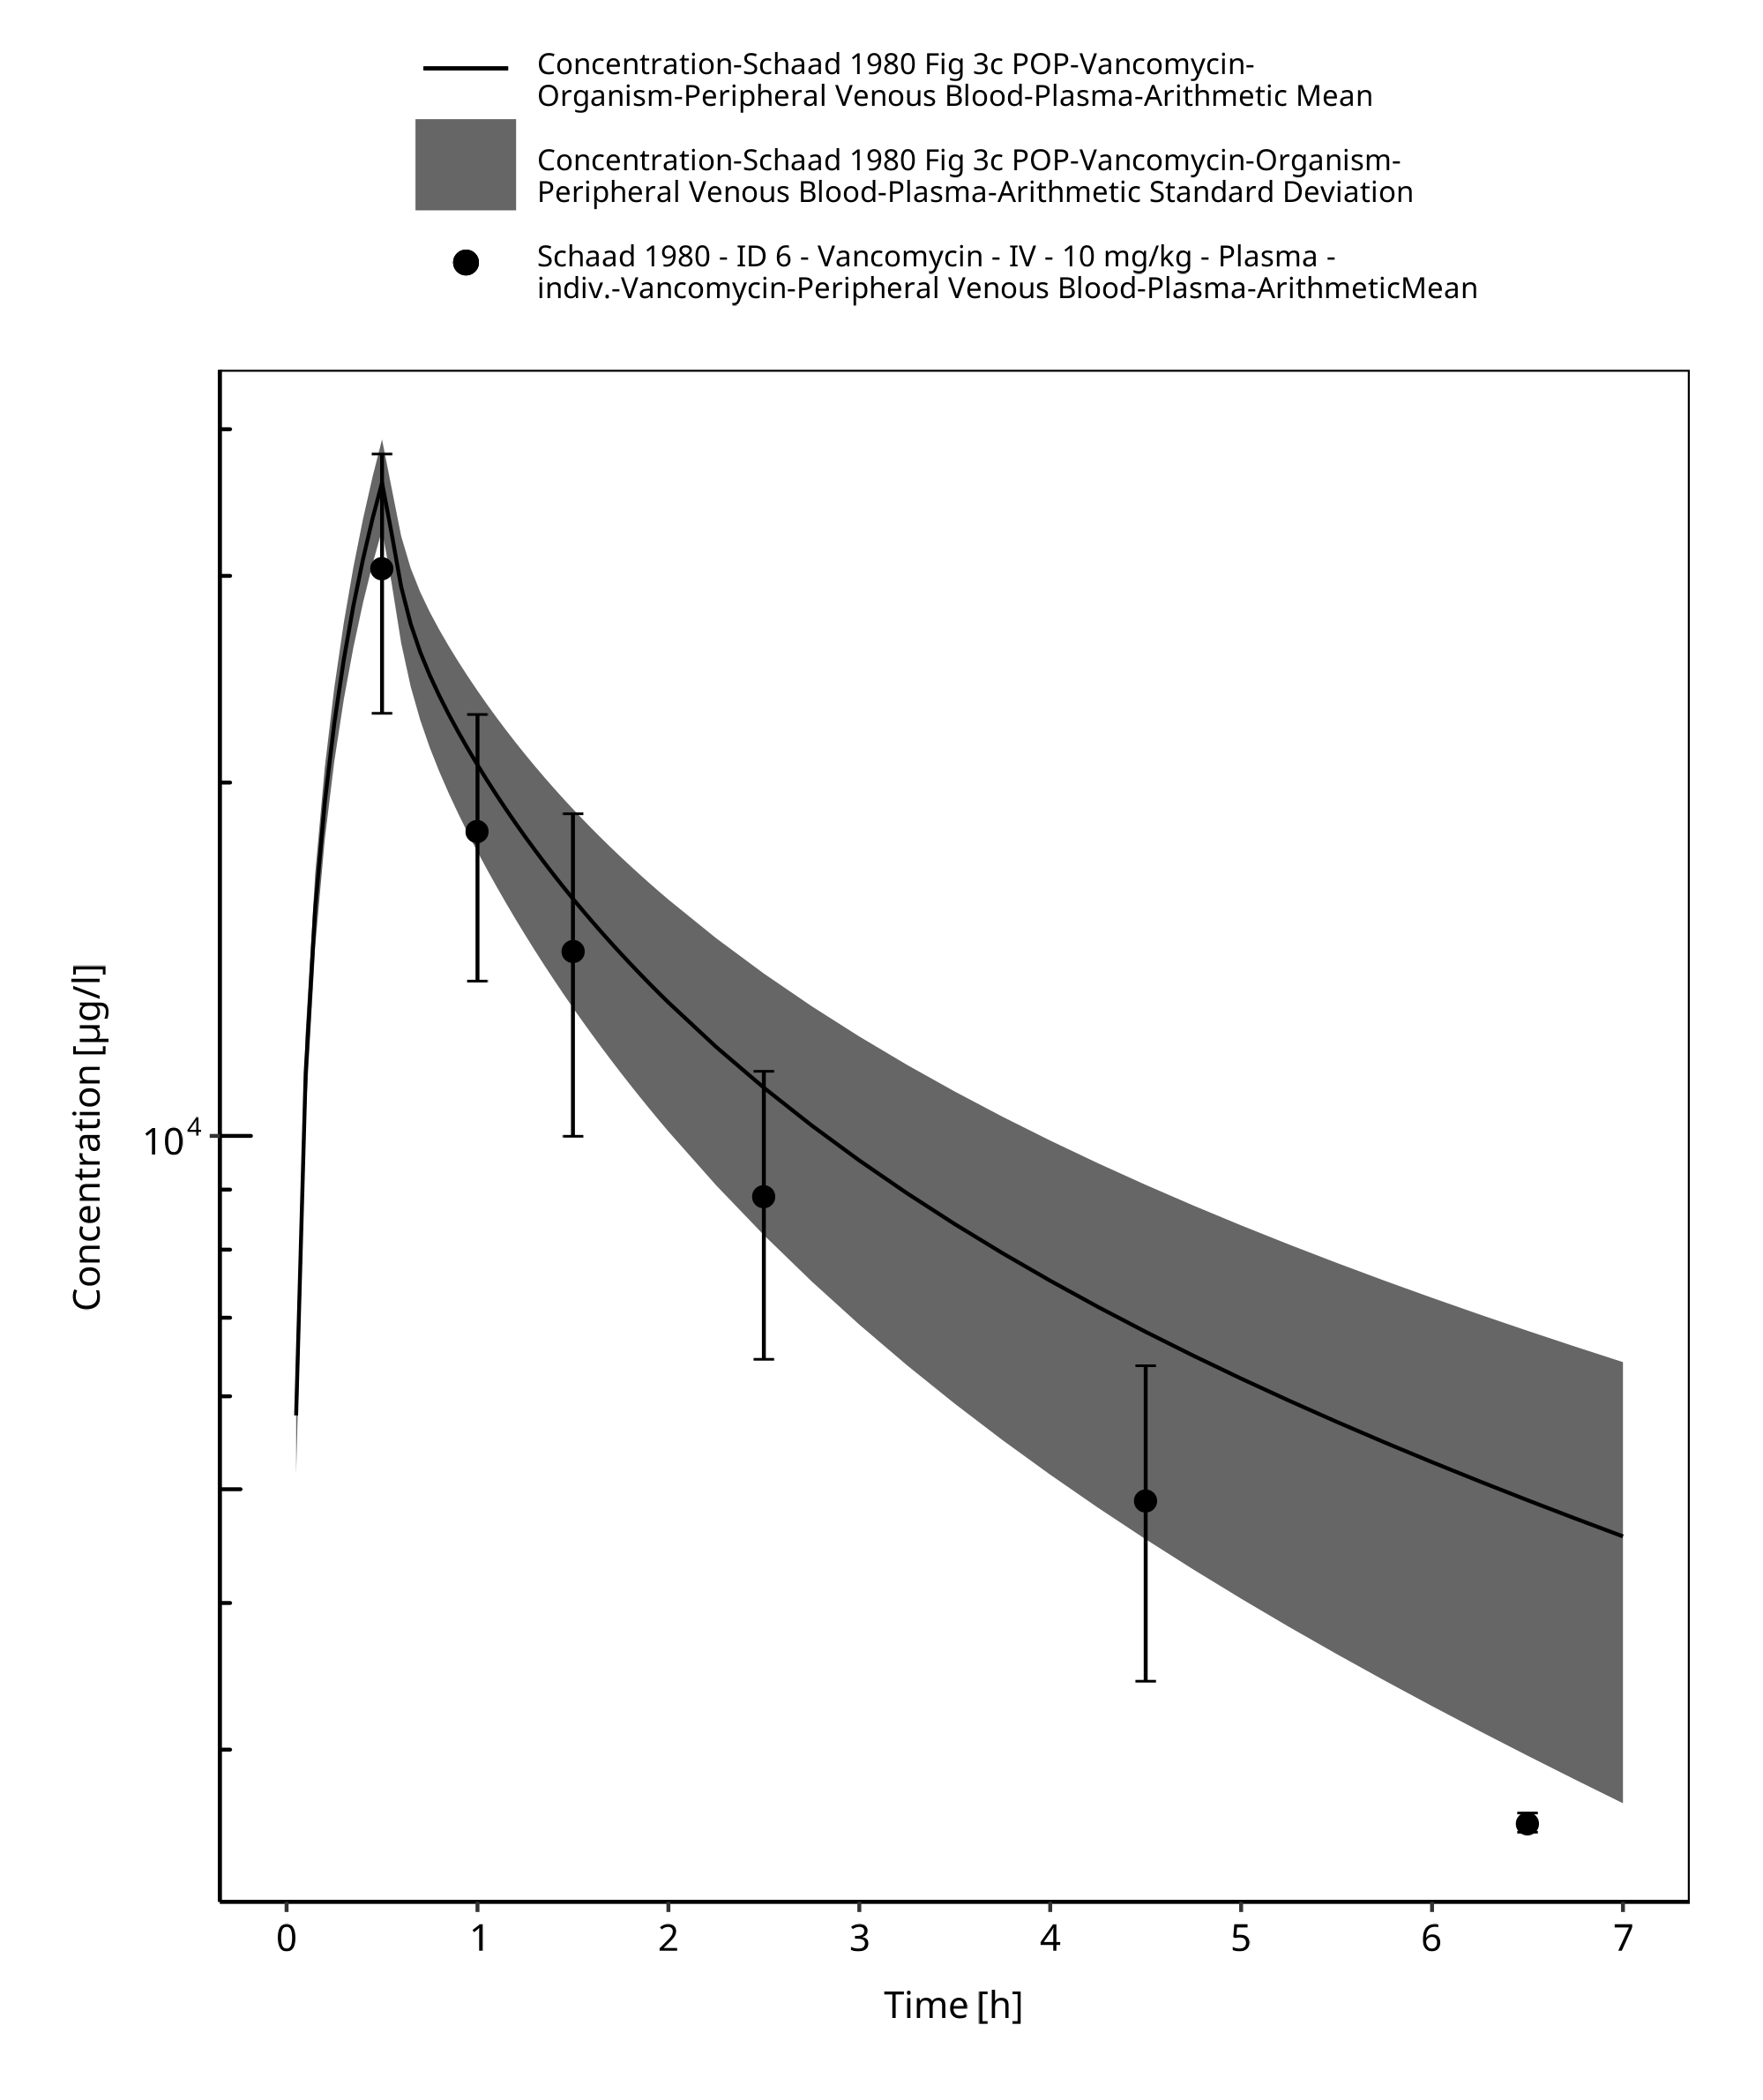 Concentration-Schaad 1980 Fig 3c POP-Vancomycin-
Organism-Peripheral Venous Blood-Plasma-Arithmetic Mean
Concentration-Schaad 1980 Fig 3c POP-Vancomycin-Organism-
Peripheral Venous Blood-Plasma-Arithmetic Standard Deviation
Schaad 1980 - ID 6 - Vancomycin - IV - 10 mg/kg - Plasma -
indiv.-Vancomycin-Peripheral Venous Blood-Plasma-ArithmeticMean
Concentration [µg/l]
10⁴
0 1 2 3 4 5 6 7
Time [h]